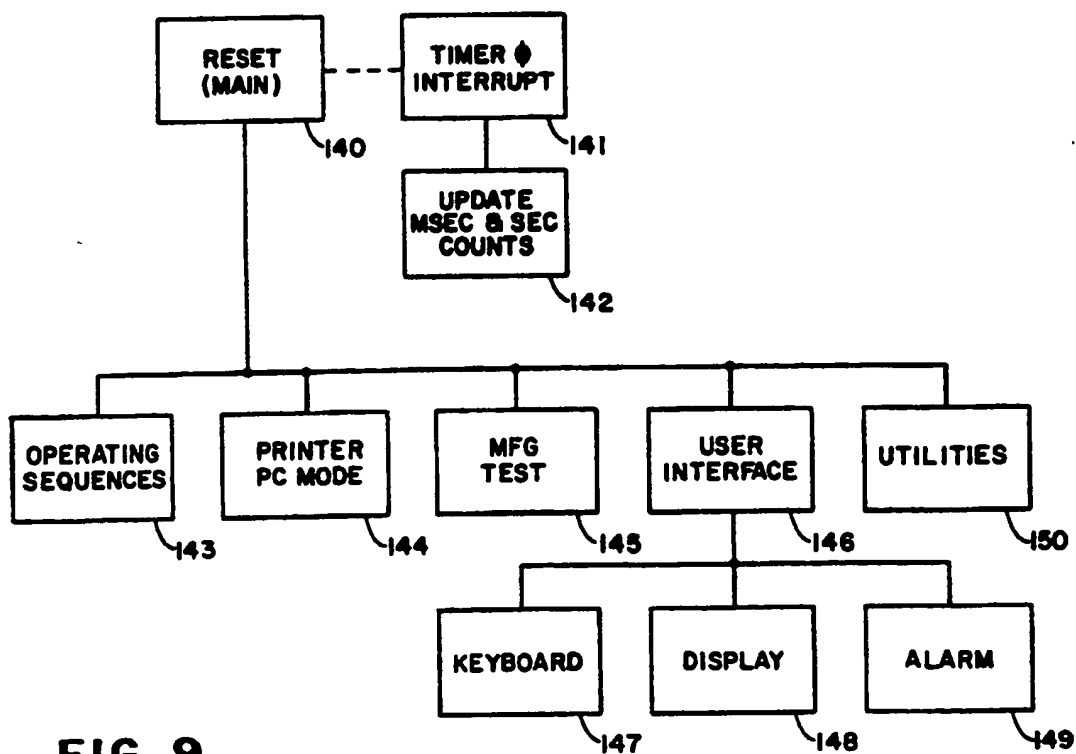 RESET
(MAIN)
140
TIMER ϕ
INTERRUPT
141
UPDATE
MSEC & SEC
COUNTS
142
OPERATING
SEQUENCES
143
PRINTER
PC MODE
144
MFG
TEST
145
USER
INTERFACE
146
UTILITIES
150
KEYBOARD
147
DISPLAY
148
ALARM
149
FIG. 9